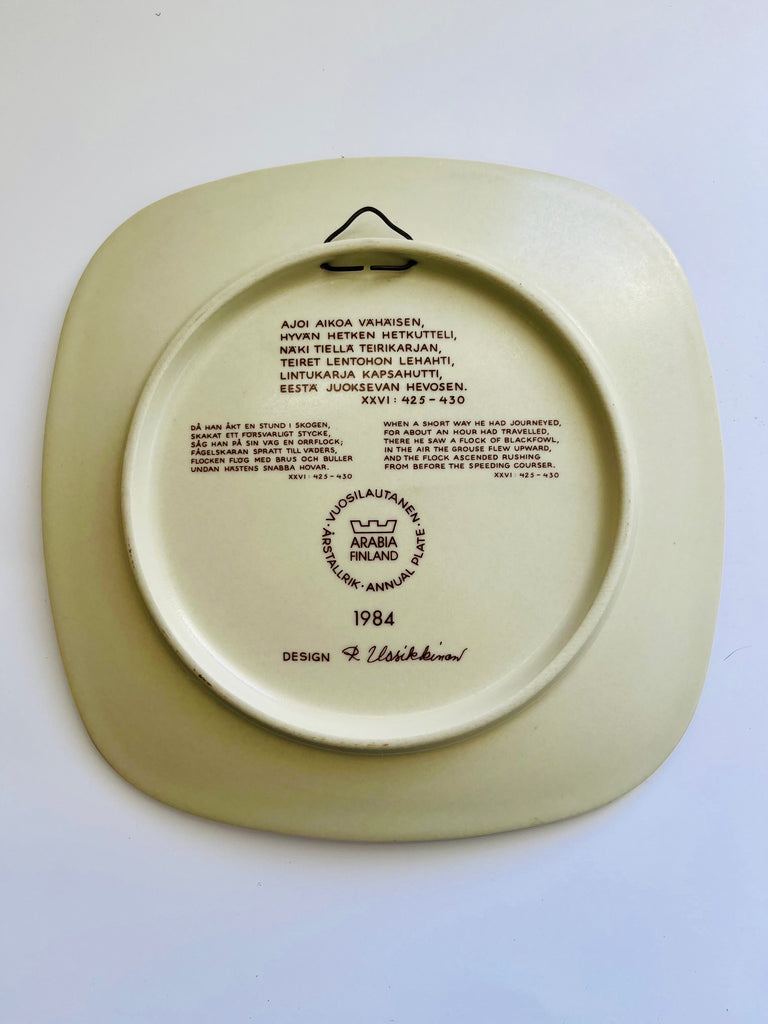 AJOI AIKOA VÄHÄISEN,
HYVÄN HETKEN HETKUTTELI,
NÄKI TIELLÄ TEIRIKARJAN,
TEIRET LENTOHON LEHAHTI,
LINTUKARJA KAPSAHUTTI,
EESTÄ JUOKSEVAN HEVOSEN.
XXVI: 425-430
DÅ HAN ÅKT EN STUND I SKOGEN,
SKAKAT ETT FÖRSVARLIGT STYCKE,
SÅG HAN PÅ SIN VÄG EN ORRFLOCK;
FÅGELSKARAN SPRATT TILL VÄDERS,
FLOCKEN FLÖG MED BRUS OCH BULLER
UNDAN HÄSTENS SNABBA HOVAR.
XXVI: 425-430
WHEN A SHORT WAY HE HAD JOURNEYED,
FOR ABOUT AN HOUR HAD TRAVELLED,
THERE HE SAW A FLOCK OF BLACKFOWL,
IN THE AIR THE GROUSE FLEW UPWARD,
AND THE FLOCK ASCENDED RUSHING
FROM BEFORE THE SPEEDING COURSER.
XXVI: 425-430
·VUOSILAUTANEN·
ARABIA
FINLAND
ÅRSTALLRIK·ANNUAL PLATE
1984
DESIGN R Uosikkinen